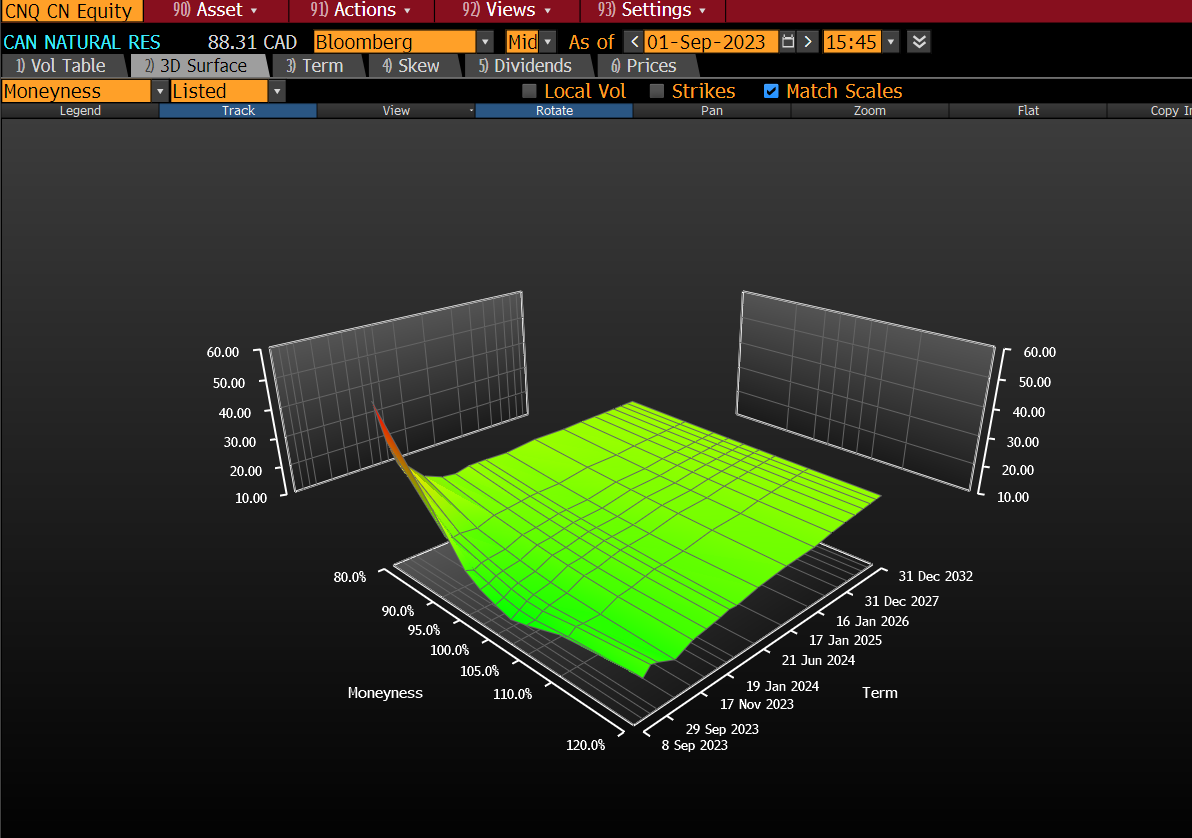 CNQ CN Equity 90) Asset 91) Actions 92) Views 93) Settings
CAN NATURAL RES 88.31 CAD Bloomberg Mid As of < 01-Sep-2023 > 15:45
1) Vol Table 2) 3D Surface 3) Term 4) Skew 5) Dividends 6) Prices
Moneyness Listed Local Vol Strikes Match Scales
Legend Track View Rotate Pan Zoom Flat Copy In
60.00
50.00
40.00
30.00
20.00
10.00
60.00
50.00
40.00
30.00
20.00
10.00
80.0%
90.0%
95.0%
100.0%
105.0%
110.0%
120.0%
Moneyness
31 Dec 2032
31 Dec 2027
16 Jan 2026
17 Jan 2025
21 Jun 2024
19 Jan 2024
17 Nov 2023
29 Sep 2023
8 Sep 2023
Term